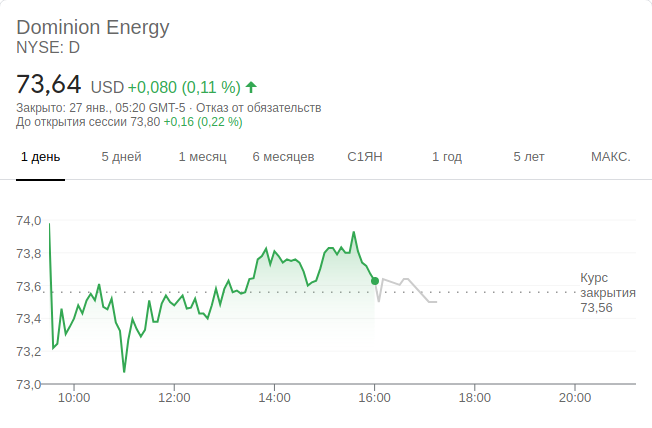 Dominion Energy
NYSE: D
73,64 USD +0,080 (0,11 %)
Закрыто: 27 янв., 05:20 GMT-5 · Отказ от обязательств
До открытия сессии 73,80 +0,16 (0,22 %)
1 день 5 дней 1 месяц 6 месяцев С1ЯН 1 год 5 лет МАКС.
74,0
73,8
73,6
73,4
73,2
73,0
Курс
закрытия
73,56
10:00 12:00 14:00 16:00 18:00 20:00